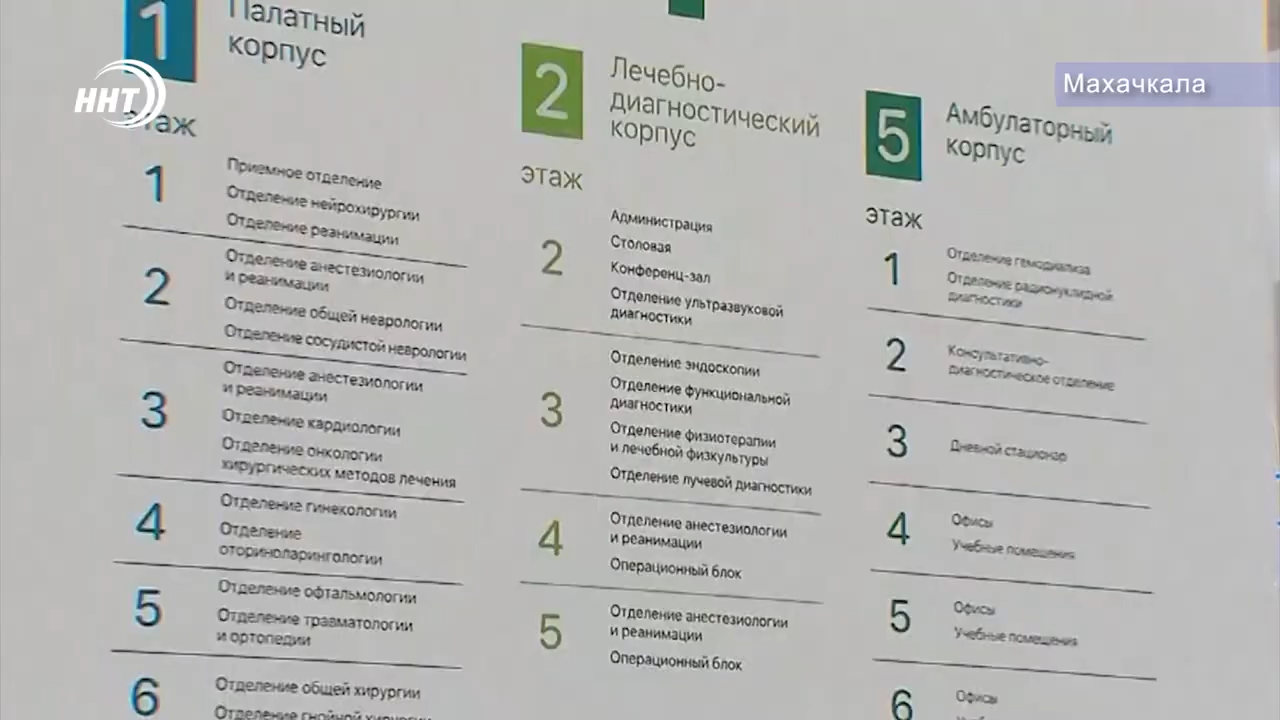 1
Палатный
корпус
ННТ
этаж
1
Приемное отделение
Отделение нейрохирургии
Отделение реанимации
2
Отделение анестезиологии
и реанимации
Отделение общей неврологии
Отделение сосудистой неврологии
3
Отделение анестезиологии
и реанимации
Отделение кардиологии
Отделение онкологии
хирургических методов лечения
4
Отделение гинекологии
Отделение
оториноларингологии
5
Отделение офтальмологии
Отделение травматологии
и ортопедии
6
Отделение общей хирургии
Отделение гнойной хирургии
2
Лечебно-
диагностический
корпус
этаж
2
Администрация
Столовая
Конференц-зал
Отделение ультразвуковой
диагностики
3
Отделение эндоскопии
Отделение функциональной
диагностики
Отделение физиотерапии
и лечебной физкультуры
Отделение лучевой диагностики
4
Отделение анестезиологии
и реанимации
Операционный блок
5
Отделение анестезиологии
и реанимации
Операционный блок
Махачкала
5
Амбулаторный
корпус
этаж
1
Отделение гемодиализа
Отделение радионуклидной
диагностики
2
Консультативно-
диагностическое отделение
3
Дневной стационар
4
Офисы
Учебные помещения
5
Офисы
Учебные помещения
6
Офисы